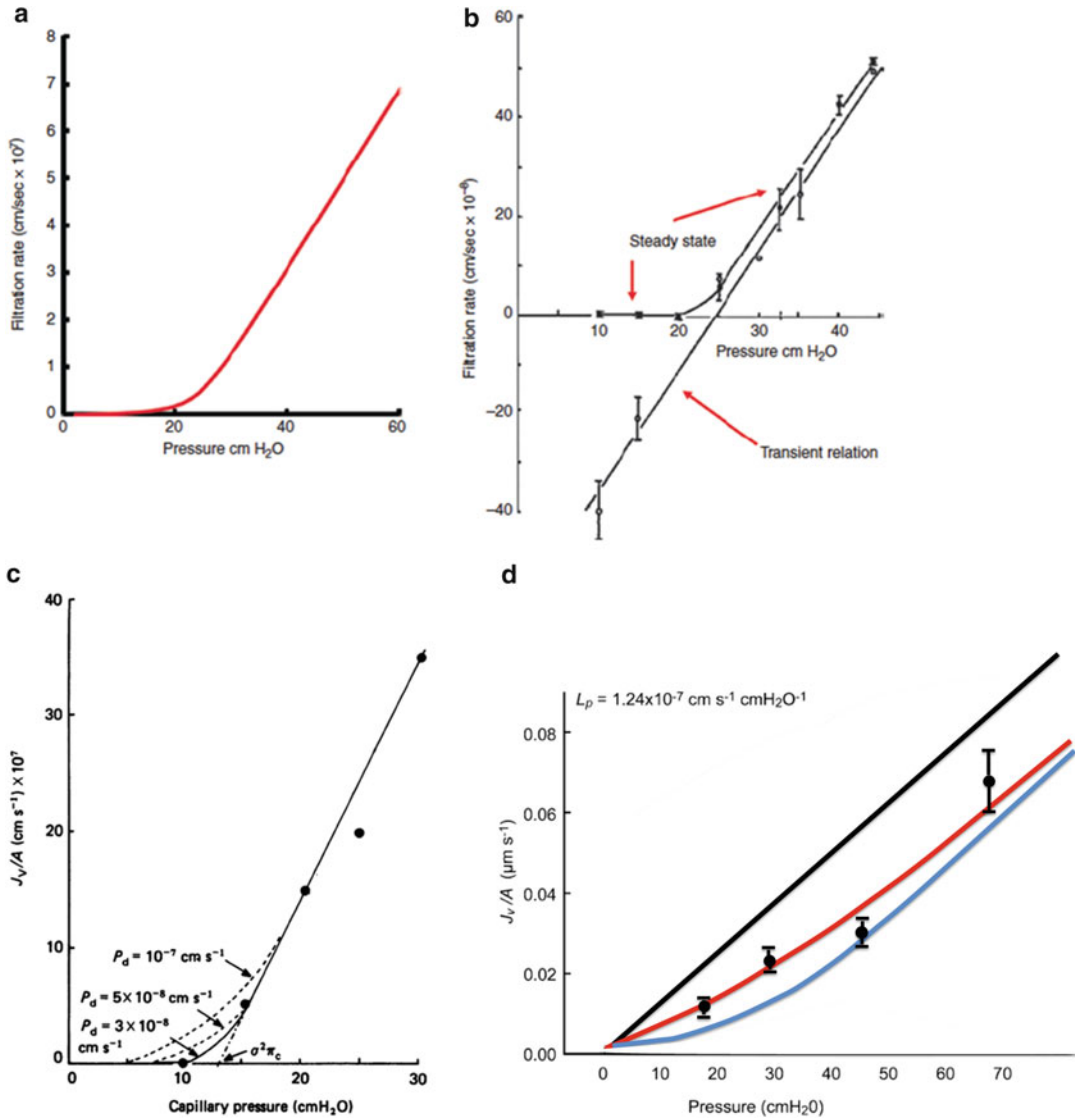 a
8
7
6
5
4
3
2
1
0
Filtration rate (cm/sec × 10⁷)
0
20
40
60
Pressure cm H₂O
b
60
40
20
0
−20
−40
Filtration rate (cm/sec × 10⁻⁶)
Steady state
10
20
30
40
Pressure cm H₂O
Transient relation
c
40
30
20
10
0
Jᵥ/A (cm s⁻¹) × 10⁷
P_d = 10⁻⁷ cm s⁻¹
P_d = 5×10⁻⁸ cm s⁻¹
P_d = 3×10⁻⁸
cm s⁻¹
σ²π_c
0
10
20
30
Capillary pressure (cmH₂O)
d
L_p = 1.24x10⁻⁷ cm s⁻¹ cmH₂O⁻¹
0.08
0.06
0.04
0.02
0.00
Jᵥ/A (µm s⁻¹)
0
10
20
30
40
50
60
70
Pressure (cmH₂0)